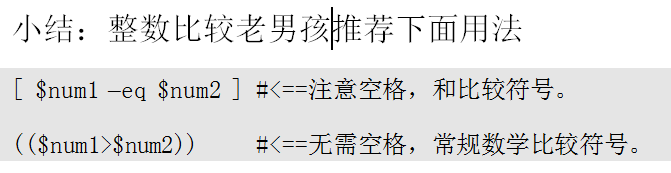 小结：整数比较老男孩推荐下面用法
[ $num1 –eq $num2 ] #<==注意空格，和比较符号。
(($num1>$num2)) #<==无需空格，常规数学比较符号。